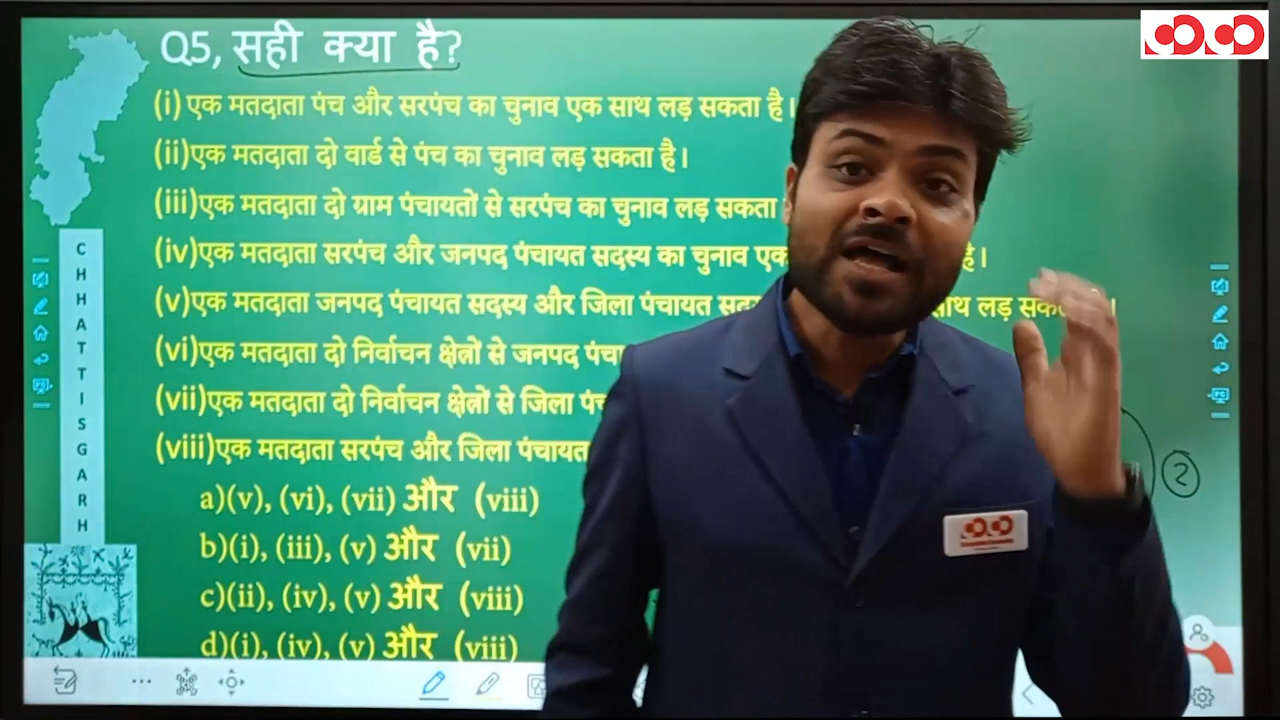 Q5, सही क्या है?
(i) एक मतदाता पंच और सरपंच का चुनाव एक साथ लड़ सकता है।
(ii)एक मतदाता दो वार्ड से पंच का चुनाव लड़ सकता है।
(iii)एक मतदाता दो ग्राम पंचायतों से सरपंच का चुनाव लड़ सकता
(iv)एक मतदाता सरपंच और जनपद पंचायत सदस्य का चुनाव है।
(v)एक मतदाता जनपद पंचायत सदस्य और जिला पंचायत साथ लड़
(vi)एक मतदाता दो निर्वाचन क्षेत्रों से जनपद
(vii)एक मतदाता दो निर्वाचन क्षेत्रों से जिला
(viii)एक मतदाता सरपंच और जिला पंचायत
a)(v), (vi), (vii) और (viii)
b)(i), (iii), (v) और (vii)
c)(ii), (iv), (v) और (viii)
d)(i), (iv), (v) और (viii)
CHHATTISGARH
2